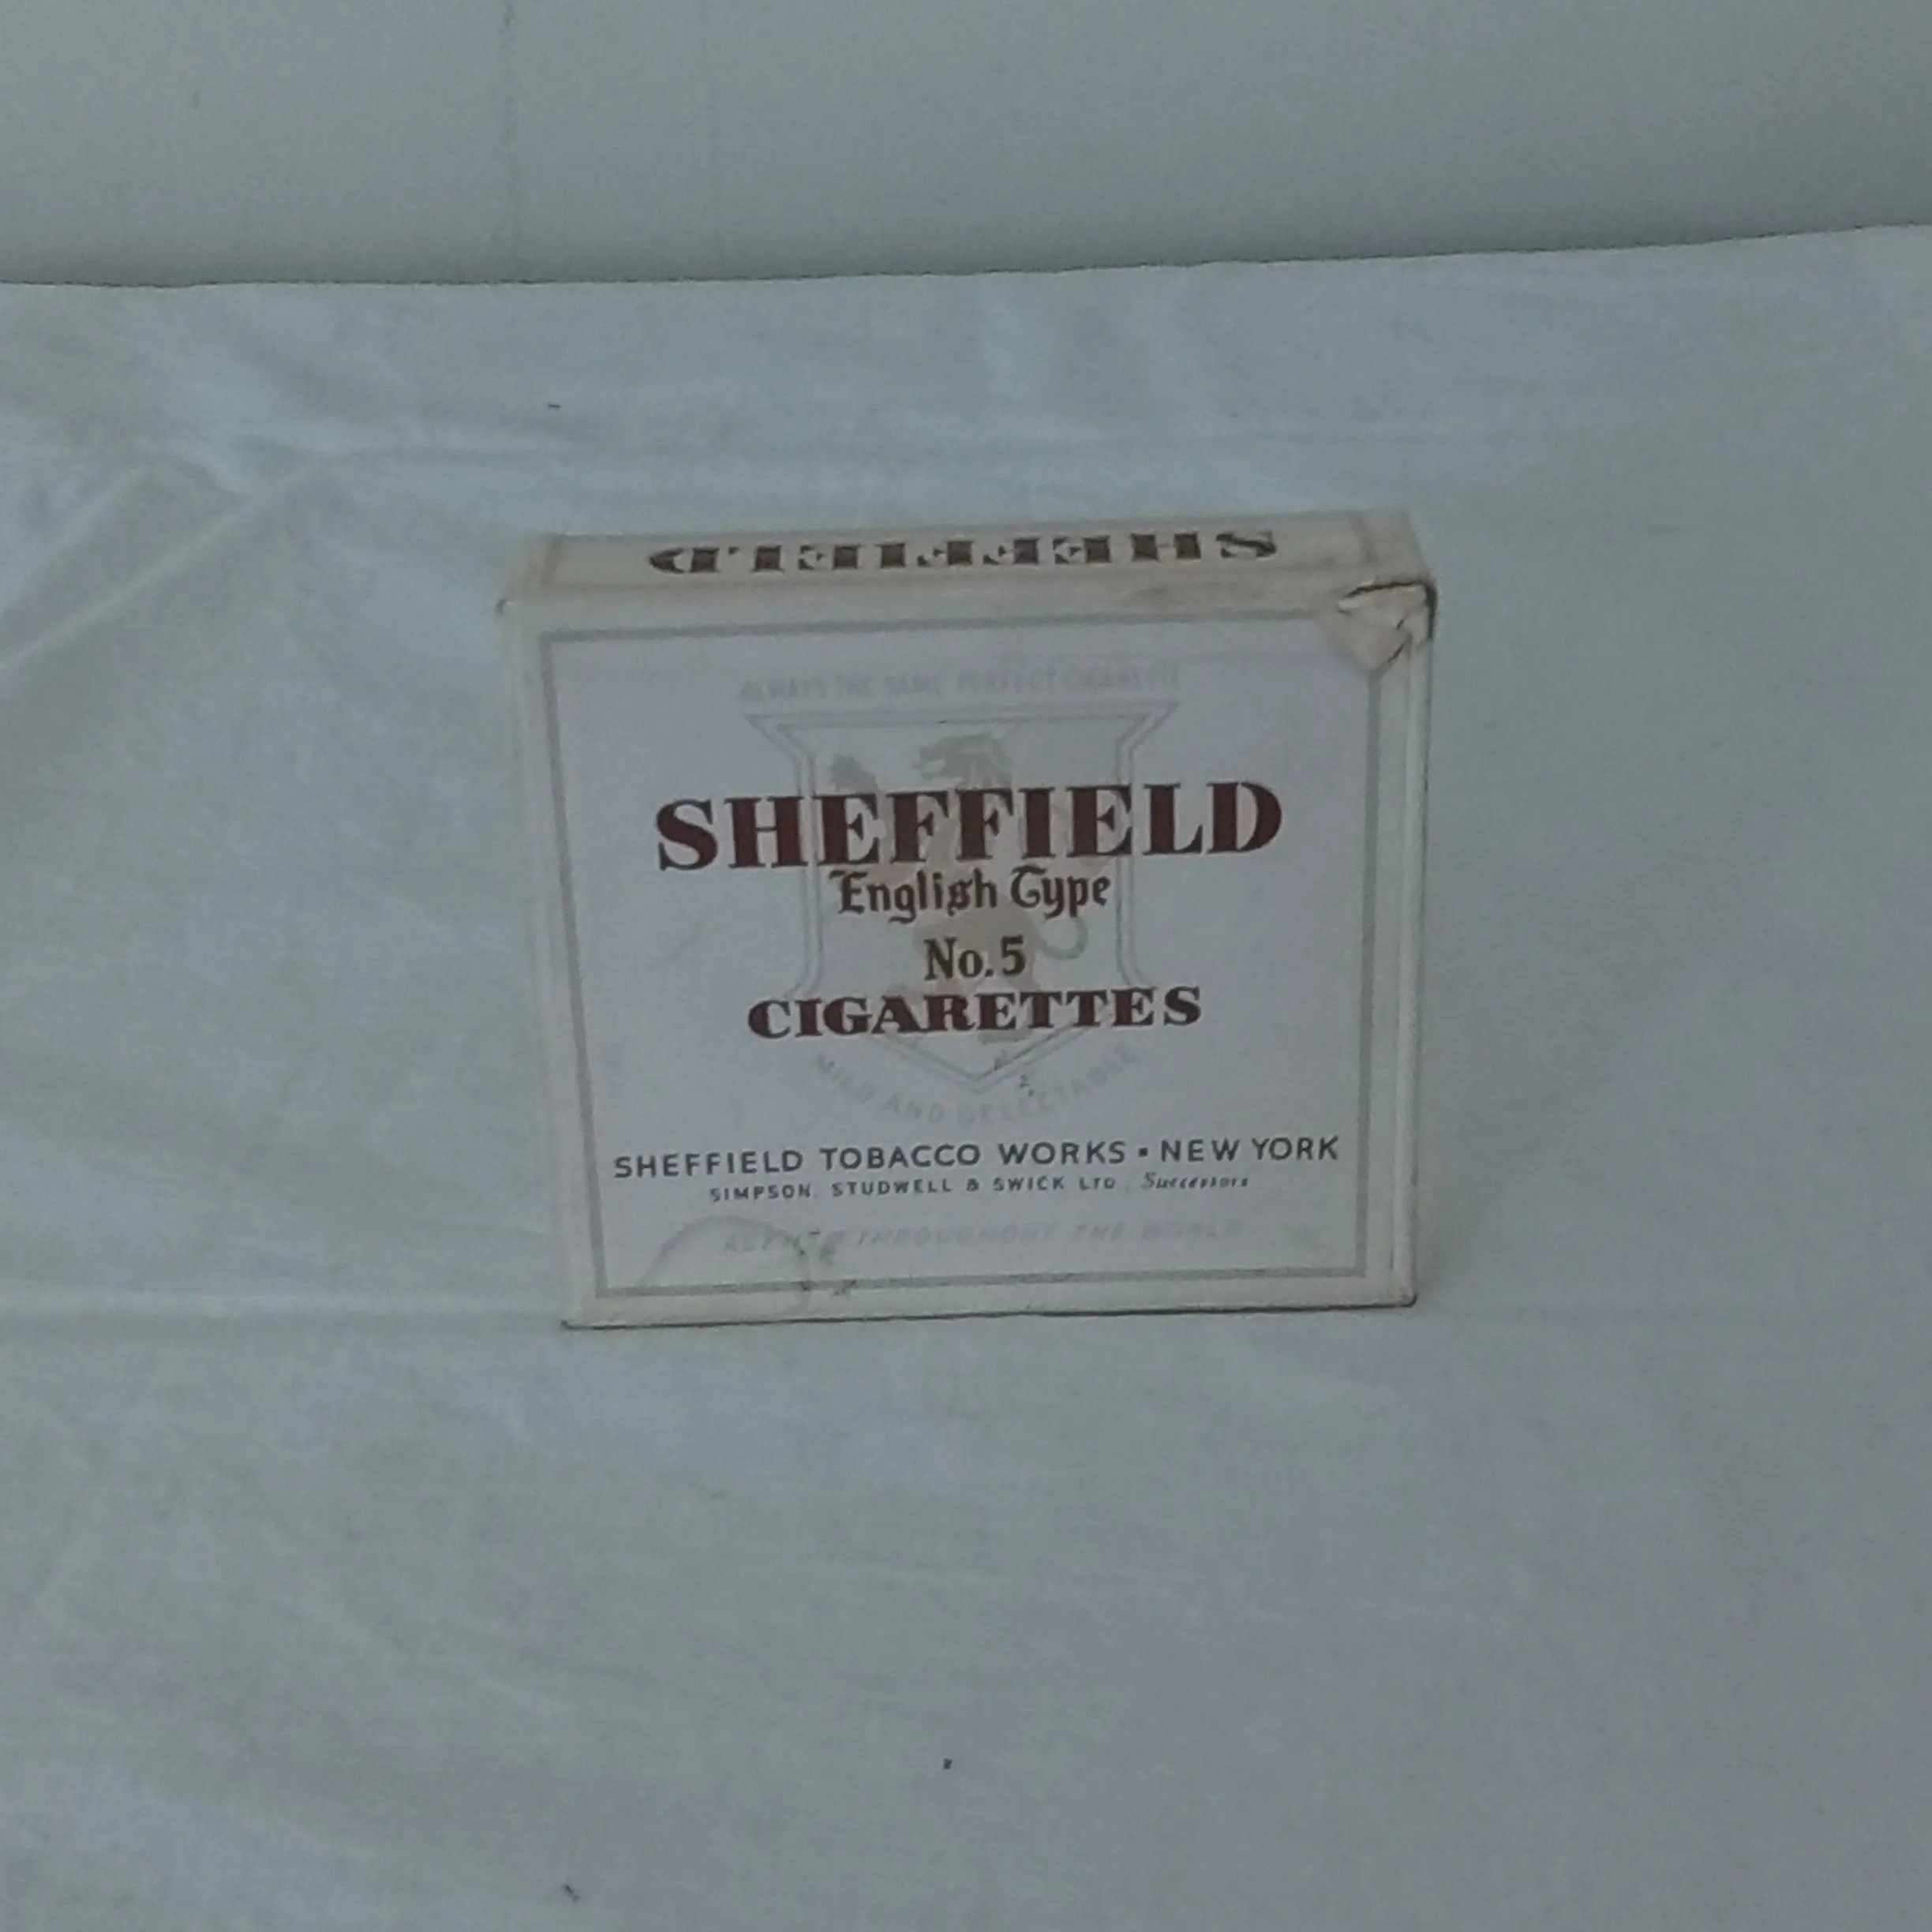 SHEFFIELD
ALWAYS THE SAME PERFECT CIGARETTE
SHEFFIELD
English Type
No. 5
CIGARETTES
MILD AND DELECTABLE
SHEFFIELD TOBACCO WORKS • NEW YORK
SIMPSON, STUDWELL & SWICK LTD., Successors
THROUGHOUT THE WORLD